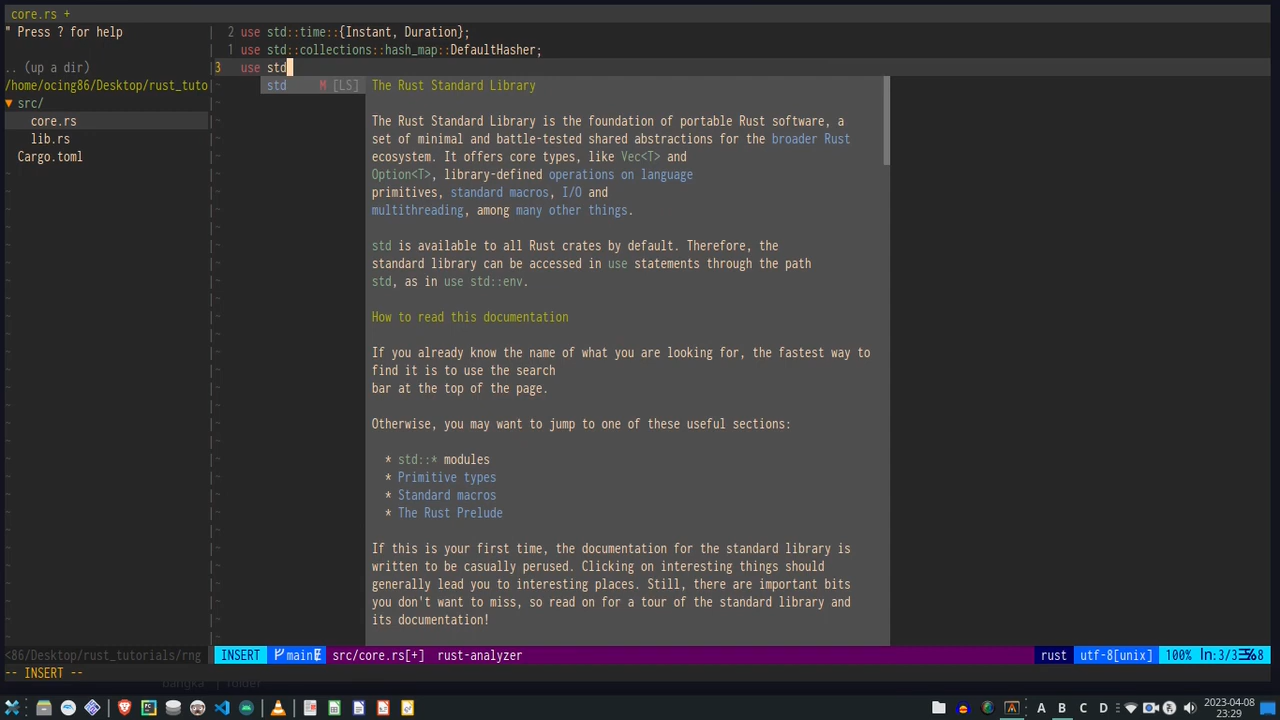 core.rs +
" Press ? for help
.. (up a dir)
/home/ocing86/Desktop/rust_tuto
▼ src/
core.rs
lib.rs
Cargo.toml
2 use std::time::{Instant, Duration};
1 use std::collections::hash_map::DefaultHasher;
3 use std
std M [LS]
The Rust Standard Library
The Rust Standard Library is the foundation of portable Rust software, a
set of minimal and battle-tested shared abstractions for the broader Rust
ecosystem. It offers core types, like Vec<T> and
Option<T>, library-defined operations on language
primitives, standard macros, I/O and
multithreading, among many other things.
std is available to all Rust crates by default. Therefore, the
standard library can be accessed in use statements through the path
std, as in use std::env.
How to read this documentation
If you already know the name of what you are looking for, the fastest way to
find it is to use the search
bar at the top of the page.
Otherwise, you may want to jump to one of these useful sections:
* std::* modules
* Primitive types
* Standard macros
* The Rust Prelude
If this is your first time, the documentation for the standard library is
written to be casually perused. Clicking on interesting things should
generally lead you to interesting places. Still, there are important bits
you don't want to miss, so read on for a tour of the standard library and
its documentation!
<86/Desktop/rust_tutorials/rng
INSERT main src/core.rs[+] rust-analyzer rust utf-8[unix] 100% ln:3/3
-- INSERT --
bangka folder
A B C D
2023-04-08
23:29